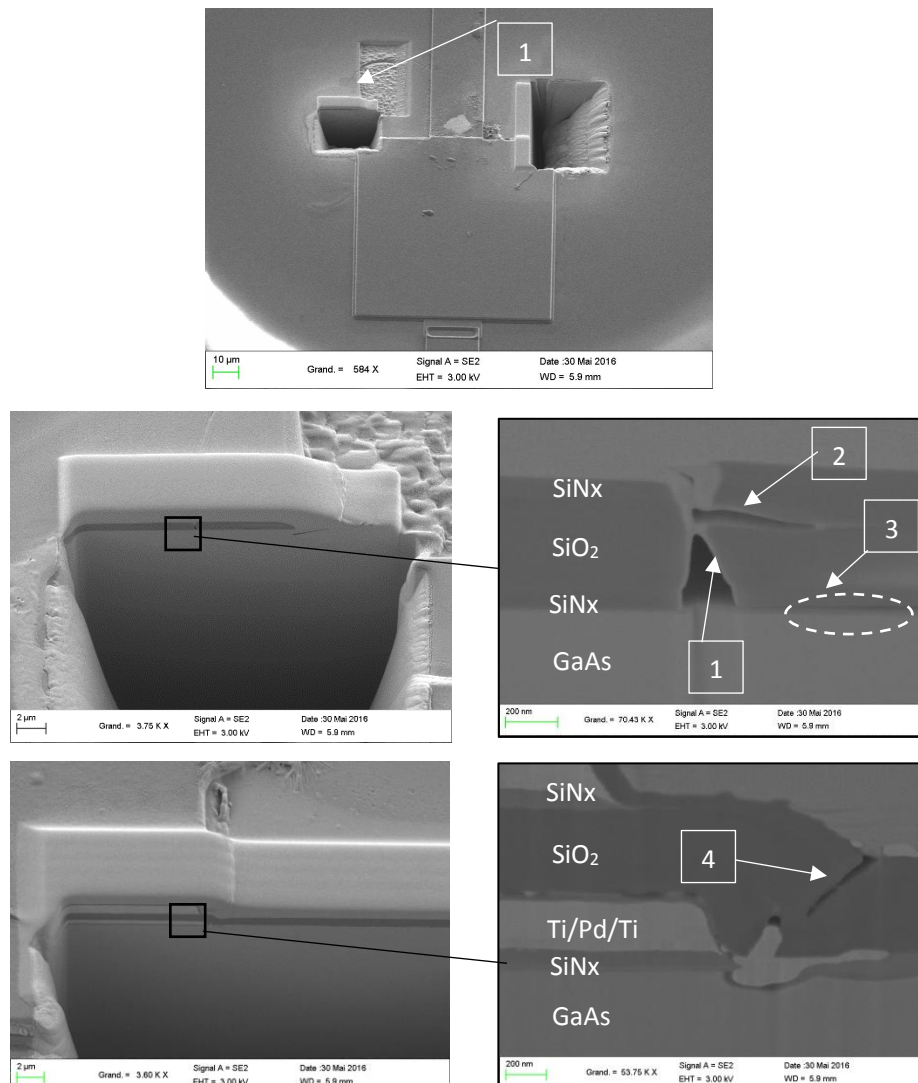 1
10 µm
Grand. = 584 X
Signal A = SE2
EHT = 3.00 kV
Date :30 Mai 2016
WD = 5.9 mm
2 µm
Grand. = 3.75 K X
Signal A = SE2
EHT = 3.00 kV
Date :30 Mai 2016
WD = 5.9 mm
SiNx
SiO2
SiNx
GaAs
2
3
1
200 nm
Grand. = 70.43 K X
Signal A = SE2
EHT = 3.00 kV
Date :30 Mai 2016
WD = 5.9 mm
2 µm
Grand. = 3.60 K X
Signal A = SE2
EHT = 3.00 kV
Date :30 Mai 2016
WD = 5.9 mm
SiNx
SiO2
Ti/Pd/Ti
SiNx
GaAs
4
200 nm
Grand. = 53.75 K X
Signal A = SE2
EHT = 3.00 kV
Date :30 Mai 2016
WD = 5.9 mm